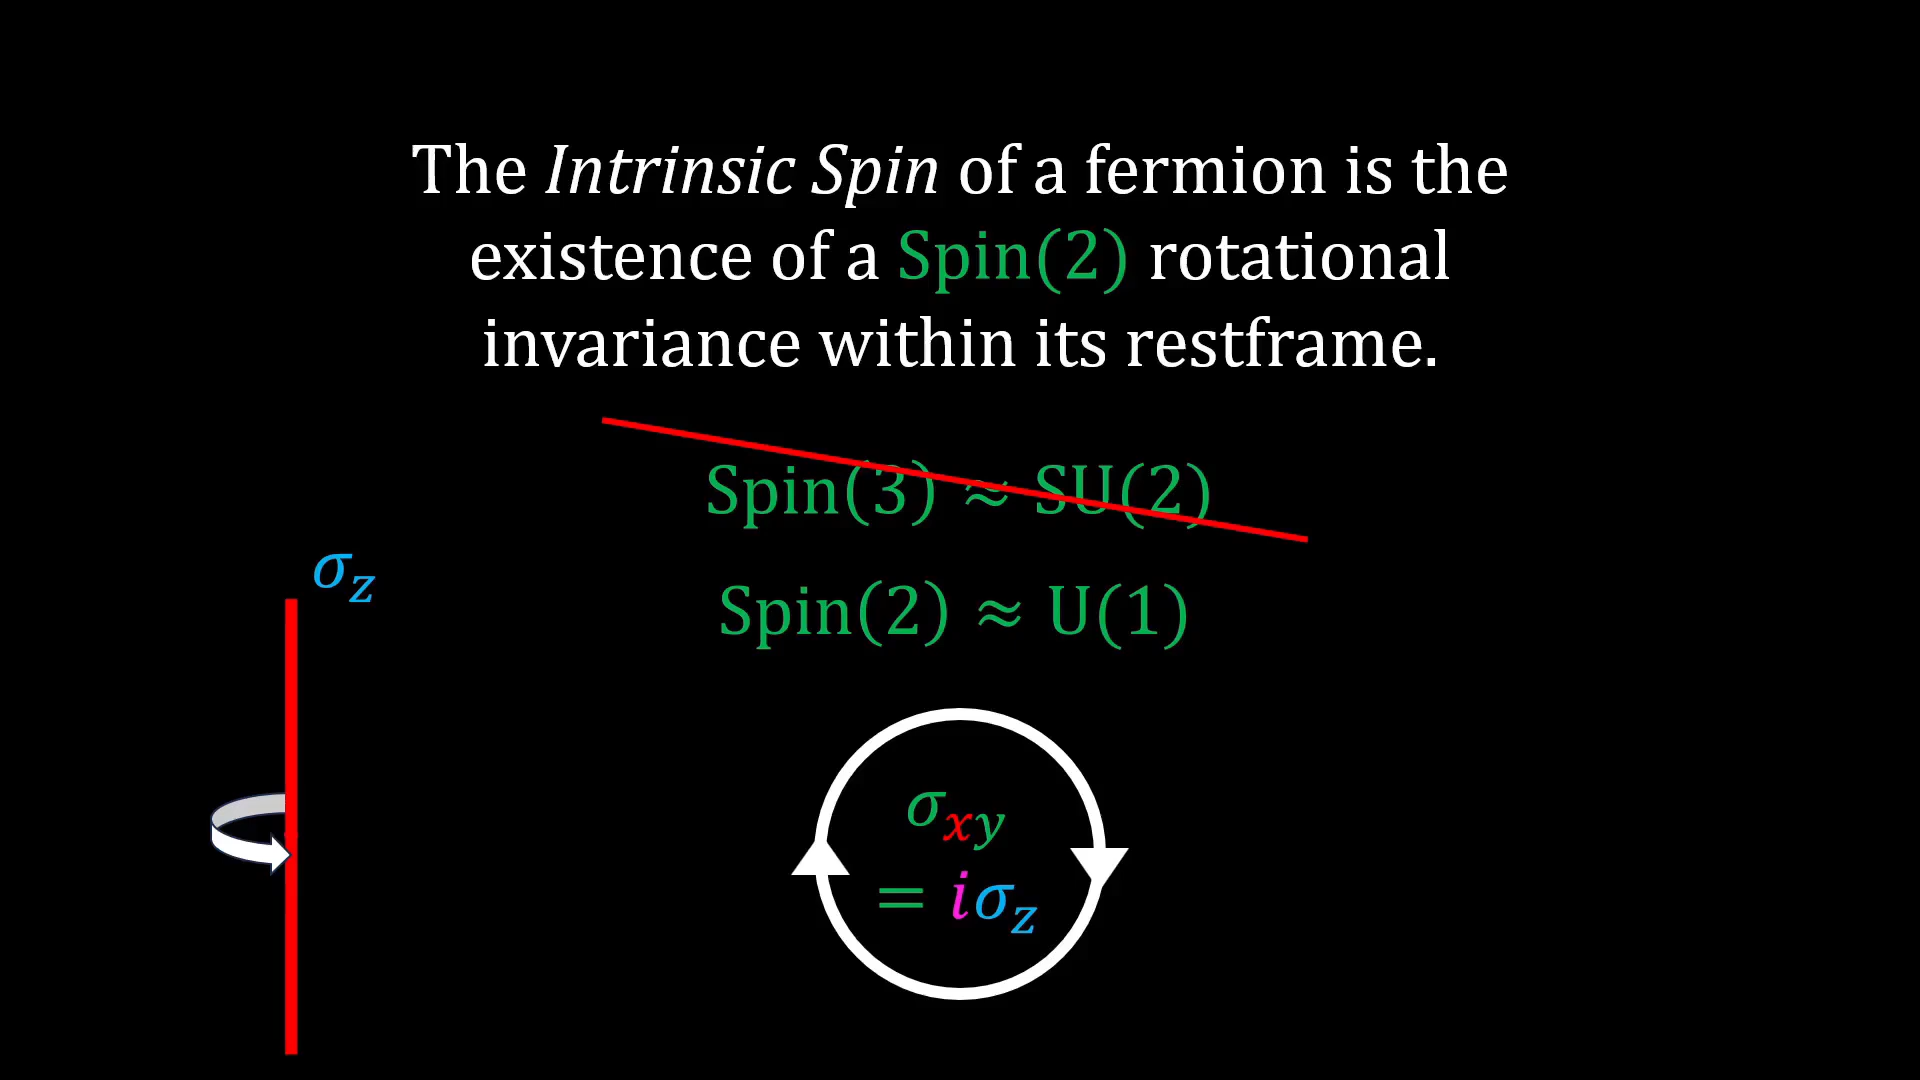 The Intrinsic Spin of a fermion is the
existence of a Spin(2) rotational
invariance within its restframe.
Spin(3) ≈ SU(2)
Spin(2) ≈ U(1)
σz
σxy
= iσz